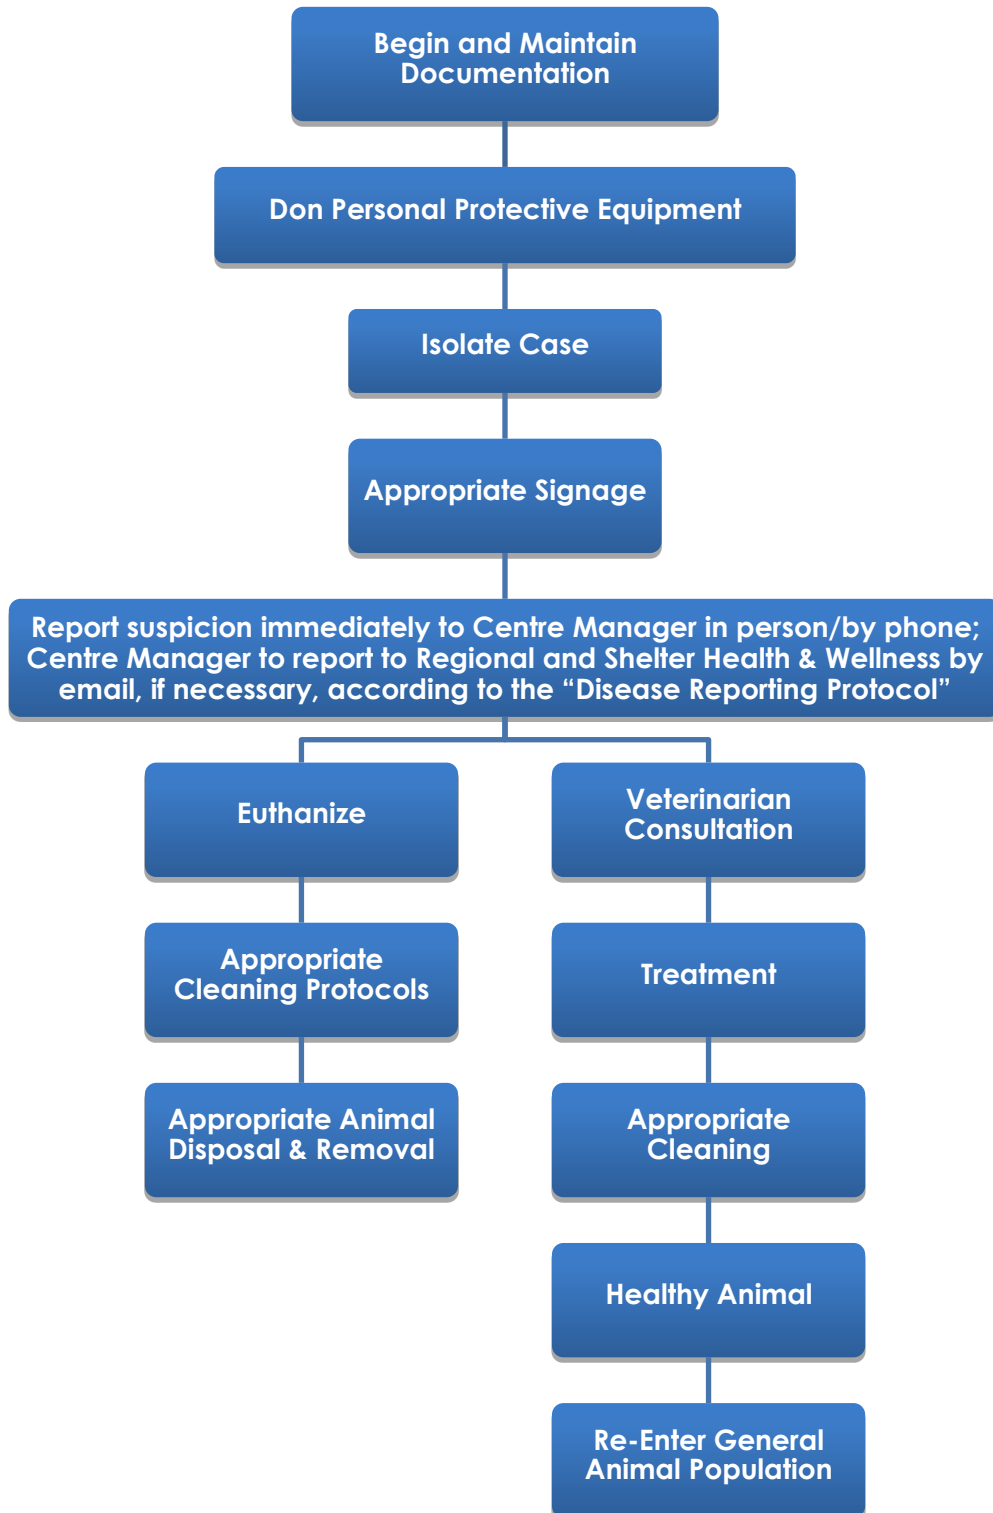 Begin and Maintain
Documentation
Don Personal Protective Equipment
Isolate Case
Appropriate Signage
Report suspicion immediately to Centre Manager in person/by phone;
Centre Manager to report to Regional and Shelter Health & Wellness by
email, if necessary, according to the “Disease Reporting Protocol”
Euthanize
Appropriate
Cleaning Protocols
Appropriate Animal
Disposal & Removal
Veterinarian
Consultation
Treatment
Appropriate
Cleaning
Healthy Animal
Re-Enter General
Animal Population